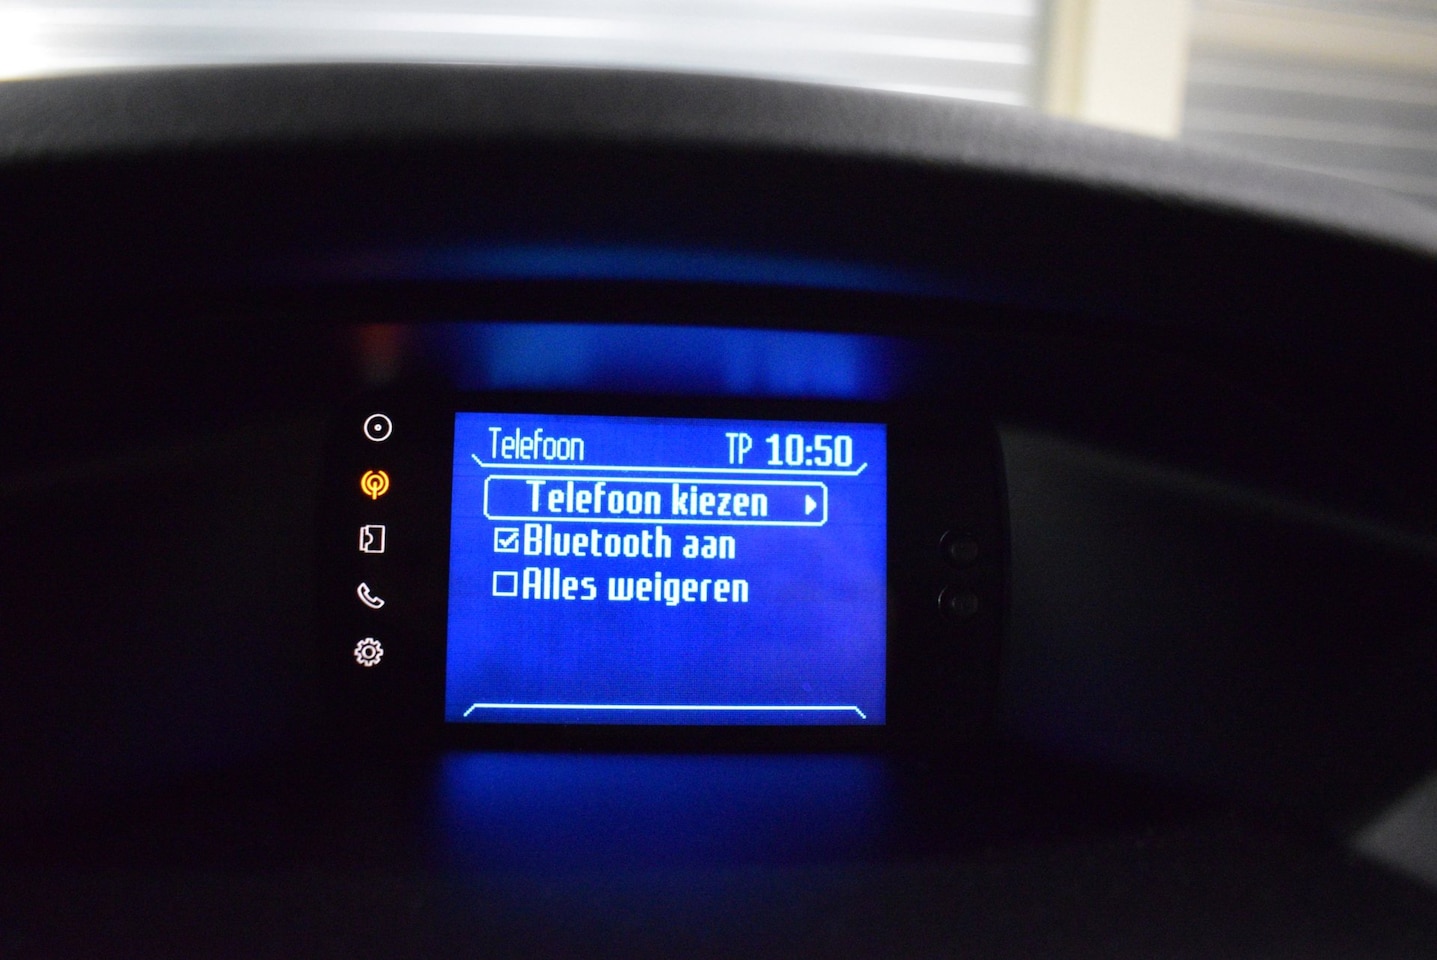 Telefoon TP 10:50
Telefoon kiezen
Bluetooth aan
Alles weigeren